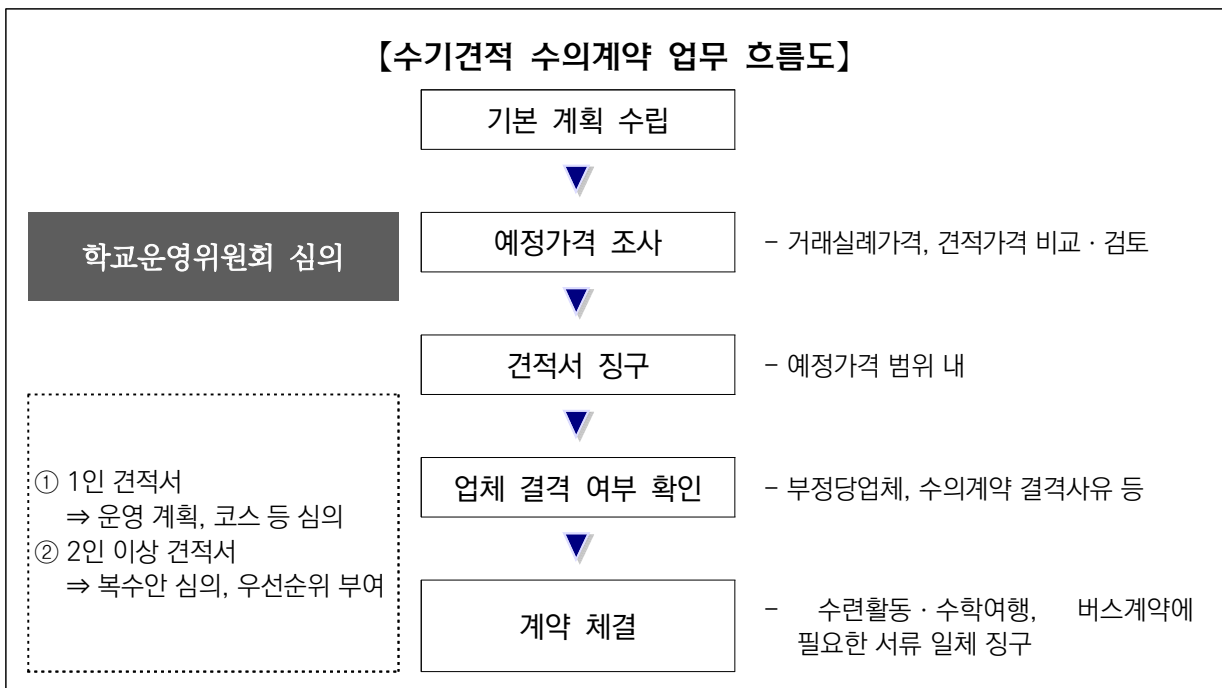 【수기견적 수의계약 업무 흐름도】
기본 계획 수립
학교운영위원회 심의
예정가격 조사
- 거래실례가격, 견적가격 비교 · 검토
견적서 징구
- 예정가격 범위 내
① 1인 견적서
⇒ 운영 계획, 코스 등 심의
② 2인 이상 견적서
⇒ 복수안 심의, 우선순위 부여
업체 결격 여부 확인
- 부정당업체, 수의계약 결격사유 등
계약 체결
- 수련활동 · 수학여행, 버스계약에
필요한 서류 일체 징구